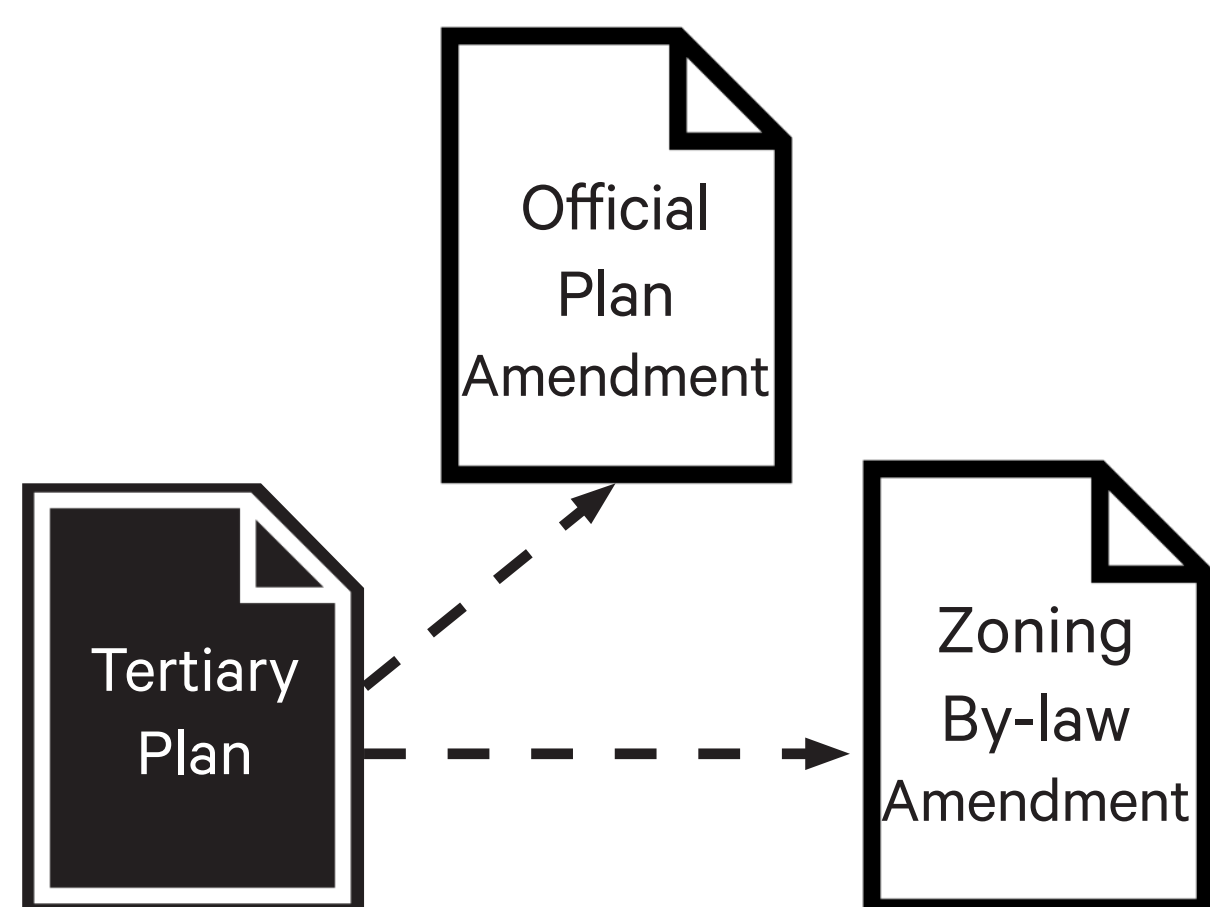 Official
Plan
Amendment
Tertiary
Plan
Zoning
By-law
Amendment